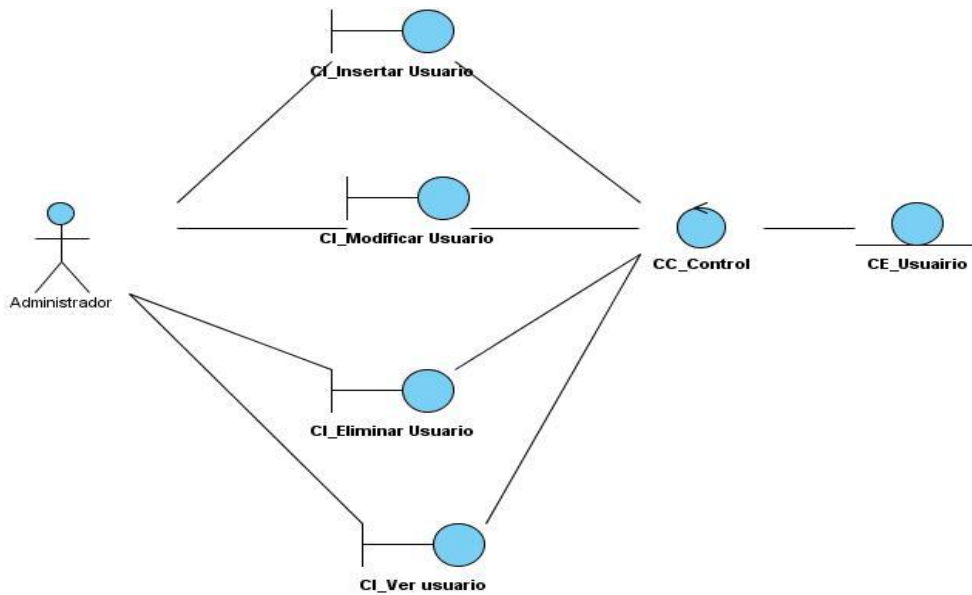 CI_Insertar Usuario
CI_Modificar Usuario
Administrador
CC_Control
CE_Usuairio
CI_Eliminar Usuario
CI_Ver usuario